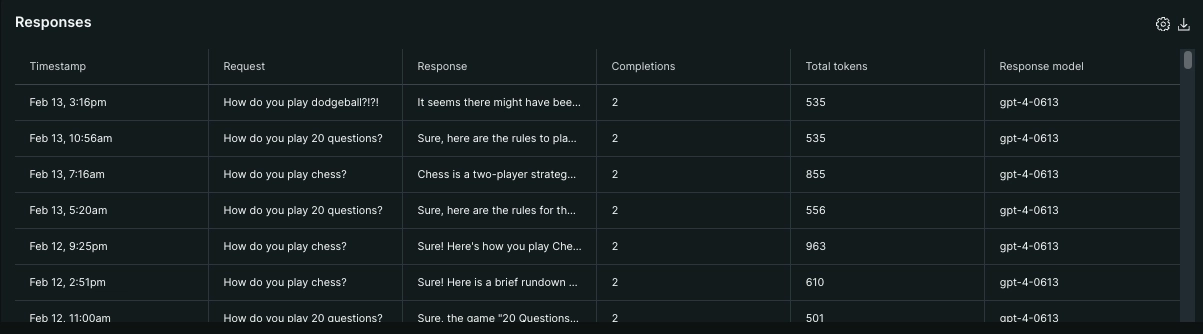 Responses
Timestamp Request Response Completions Total tokens Response model
Feb 13, 3:16pm How do you play dodgeball?!?! It seems there might have bee... 2 535 gpt-4-0613
Feb 13, 10:56am How do you play 20 questions? Sure, here are the rules to pla... 2 535 gpt-4-0613
Feb 13, 7:16am How do you play chess? Chess is a two-player strateg... 2 855 gpt-4-0613
Feb 13, 5:20am How do you play 20 questions? Sure, here are the rules for th... 2 556 gpt-4-0613
Feb 12, 9:25pm How do you play chess? Sure! Here's how you play Che... 2 963 gpt-4-0613
Feb 12, 2:51pm How do you play chess? Sure! Here is a brief rundown ... 2 610 gpt-4-0613
Feb 12, 11:00am How do you play 20 questions? Sure, the game "20 Questions... 2 501 gpt-4-0613